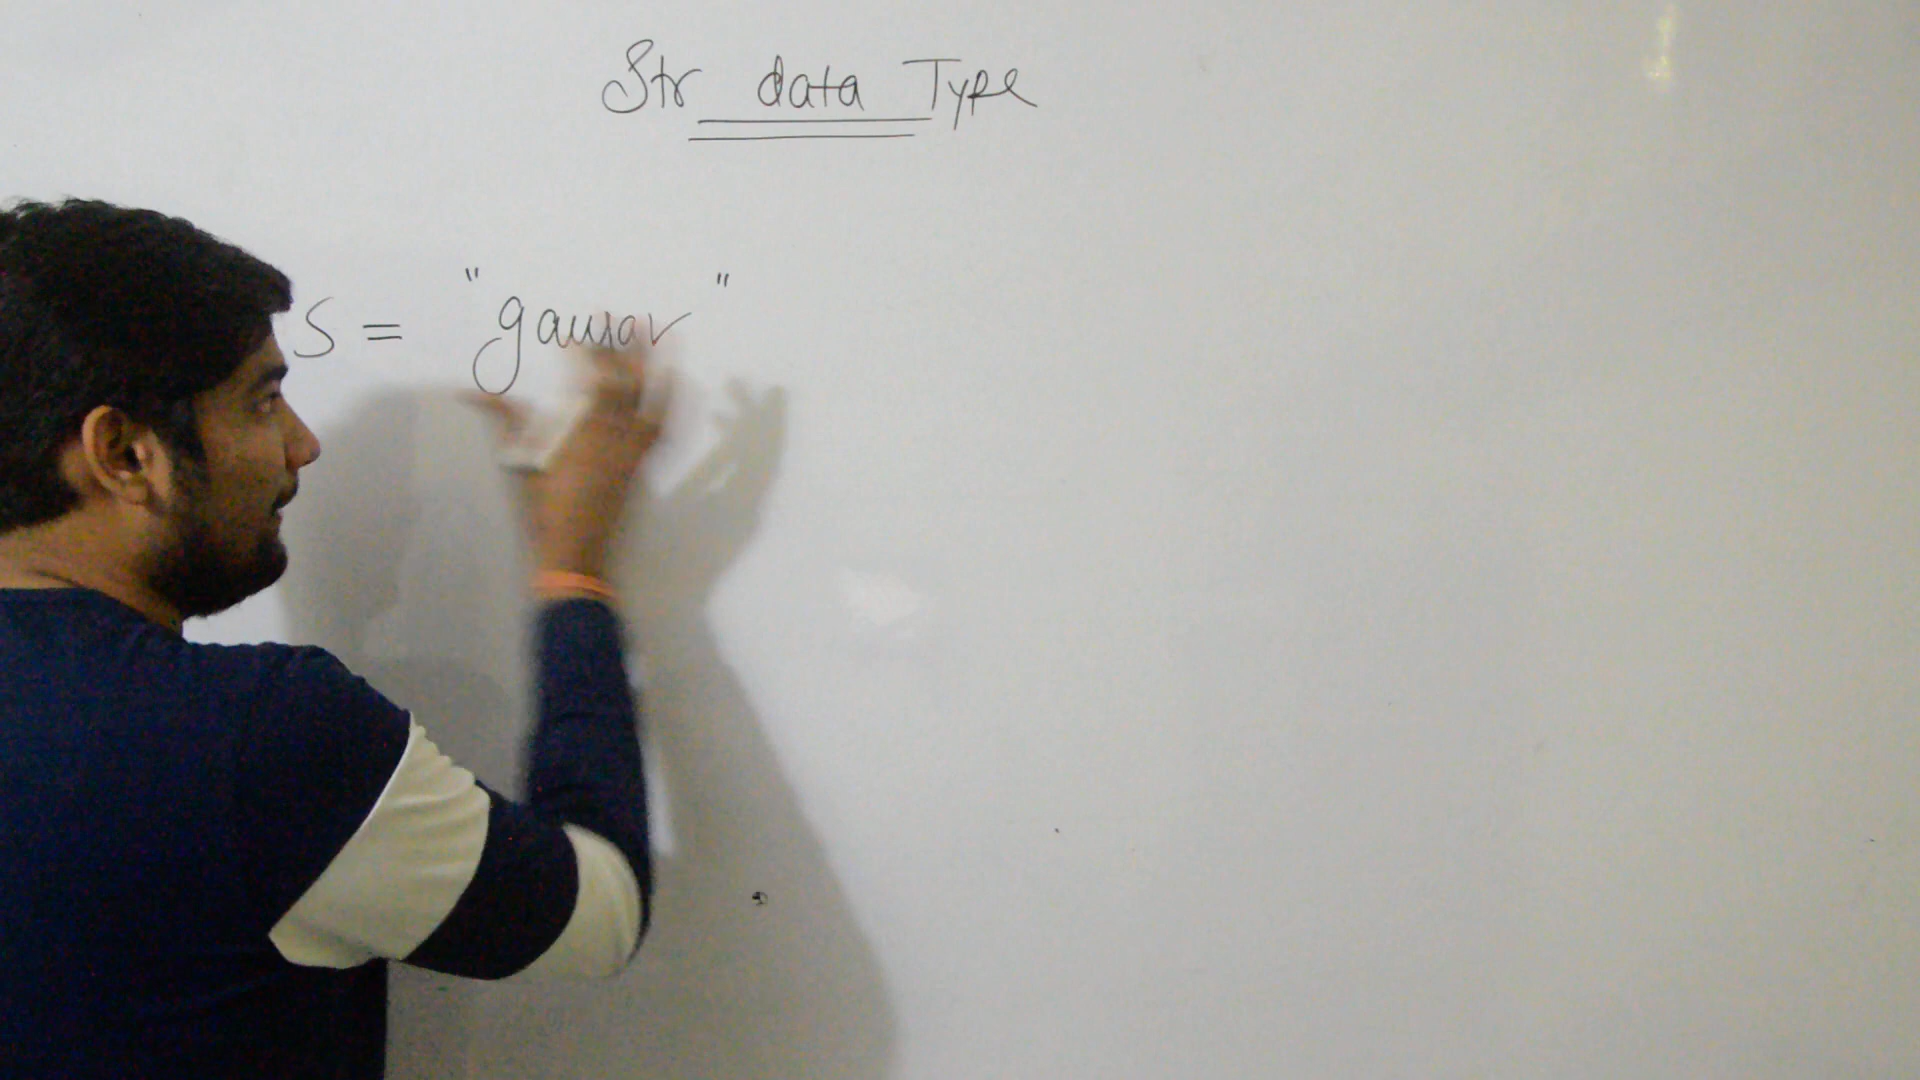 Str data Type
S = "gaurav"